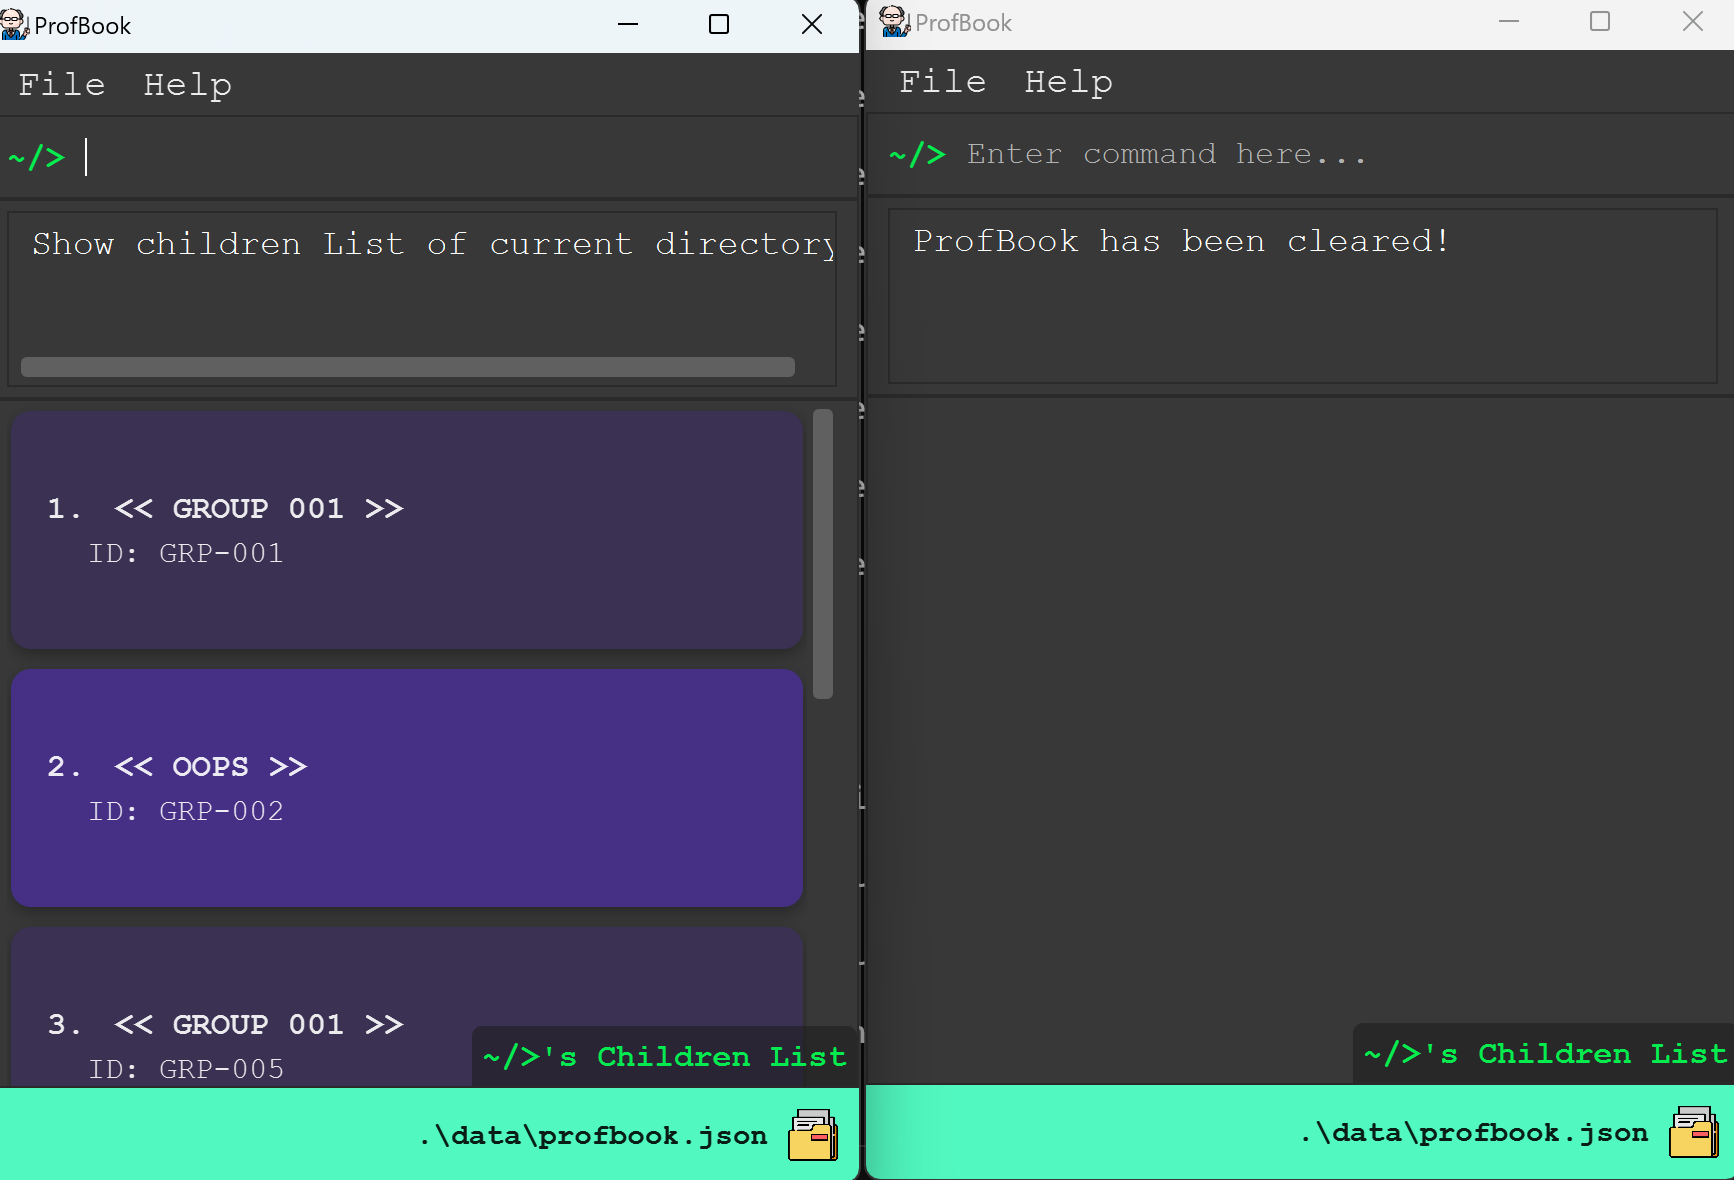 ProfBook
File Help
~/>
Show children List of current directory
1. << GROUP 001 >>
ID: GRP-001
2. << OOPS >>
ID: GRP-002
3. << GROUP 001 >>
ID: GRP-005
~/>'s Children List
.\data\profbook.json
ProfBook
File Help
~/> Enter command here...
ProfBook has been cleared!
~/>'s Children List
.\data\profbook.json